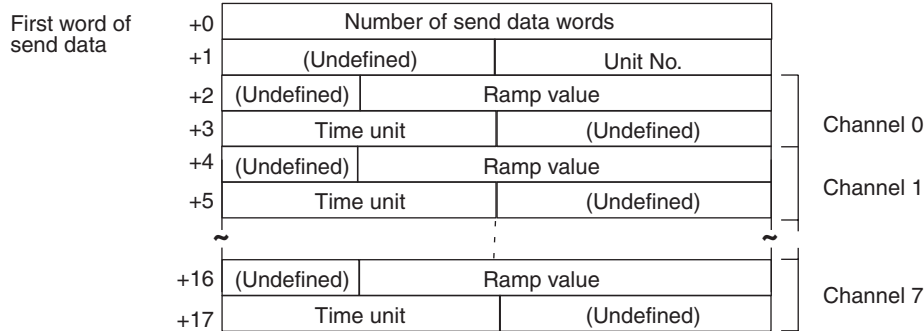 First word of
send data
+0 Number of send data words
+1 (Undefined) Unit No.
+2 (Undefined) Ramp value
+3 Time unit (Undefined)
Channel 0
+4 (Undefined) Ramp value
+5 Time unit (Undefined)
Channel 1
~ ~
+16 (Undefined) Ramp value
+17 Time unit (Undefined)
Channel 7